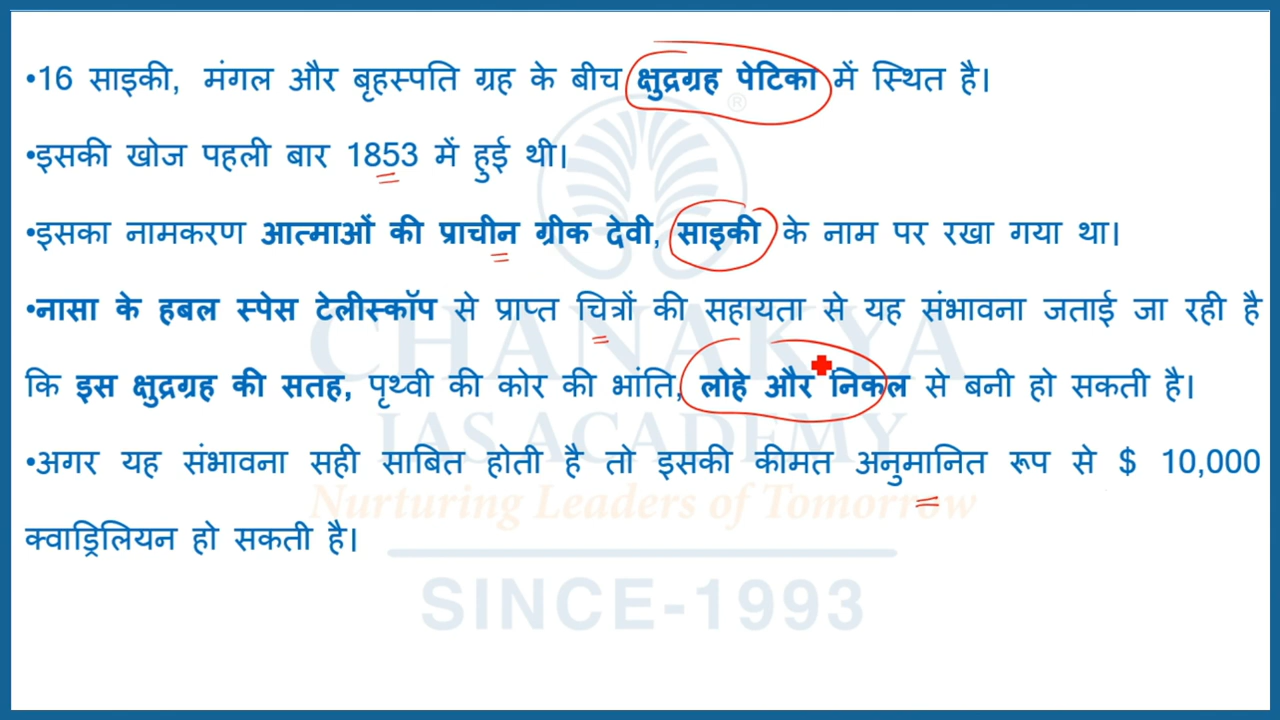 •16 साइकी, मंगल और बृहस्पति ग्रह के बीच क्षुद्रग्रह पेटिका में स्थित है।
•इसकी खोज पहली बार 1853 में हुई थी।
•इसका नामकरण आत्माओं की प्राचीन ग्रीक देवी, साइकी के नाम पर रखा गया था।
•नासा के हबल स्पेस टेलीस्कॉप से प्राप्त चित्रों की सहायता से यह संभावना जताई जा रही है
कि इस क्षुद्रग्रह की सतह, पृथ्वी की कोर की भांति, लोहे और निकल से बनी हो सकती है।
•अगर यह संभावना सही साबित होती है तो इसकी कीमत अनुमानित रूप से $ 10,000
क्वाड्रिलियन हो सकती है।
®
CHANAKYA
IAS ACADEMY
Nurturing Leaders of Tomorrow
SINCE-1993